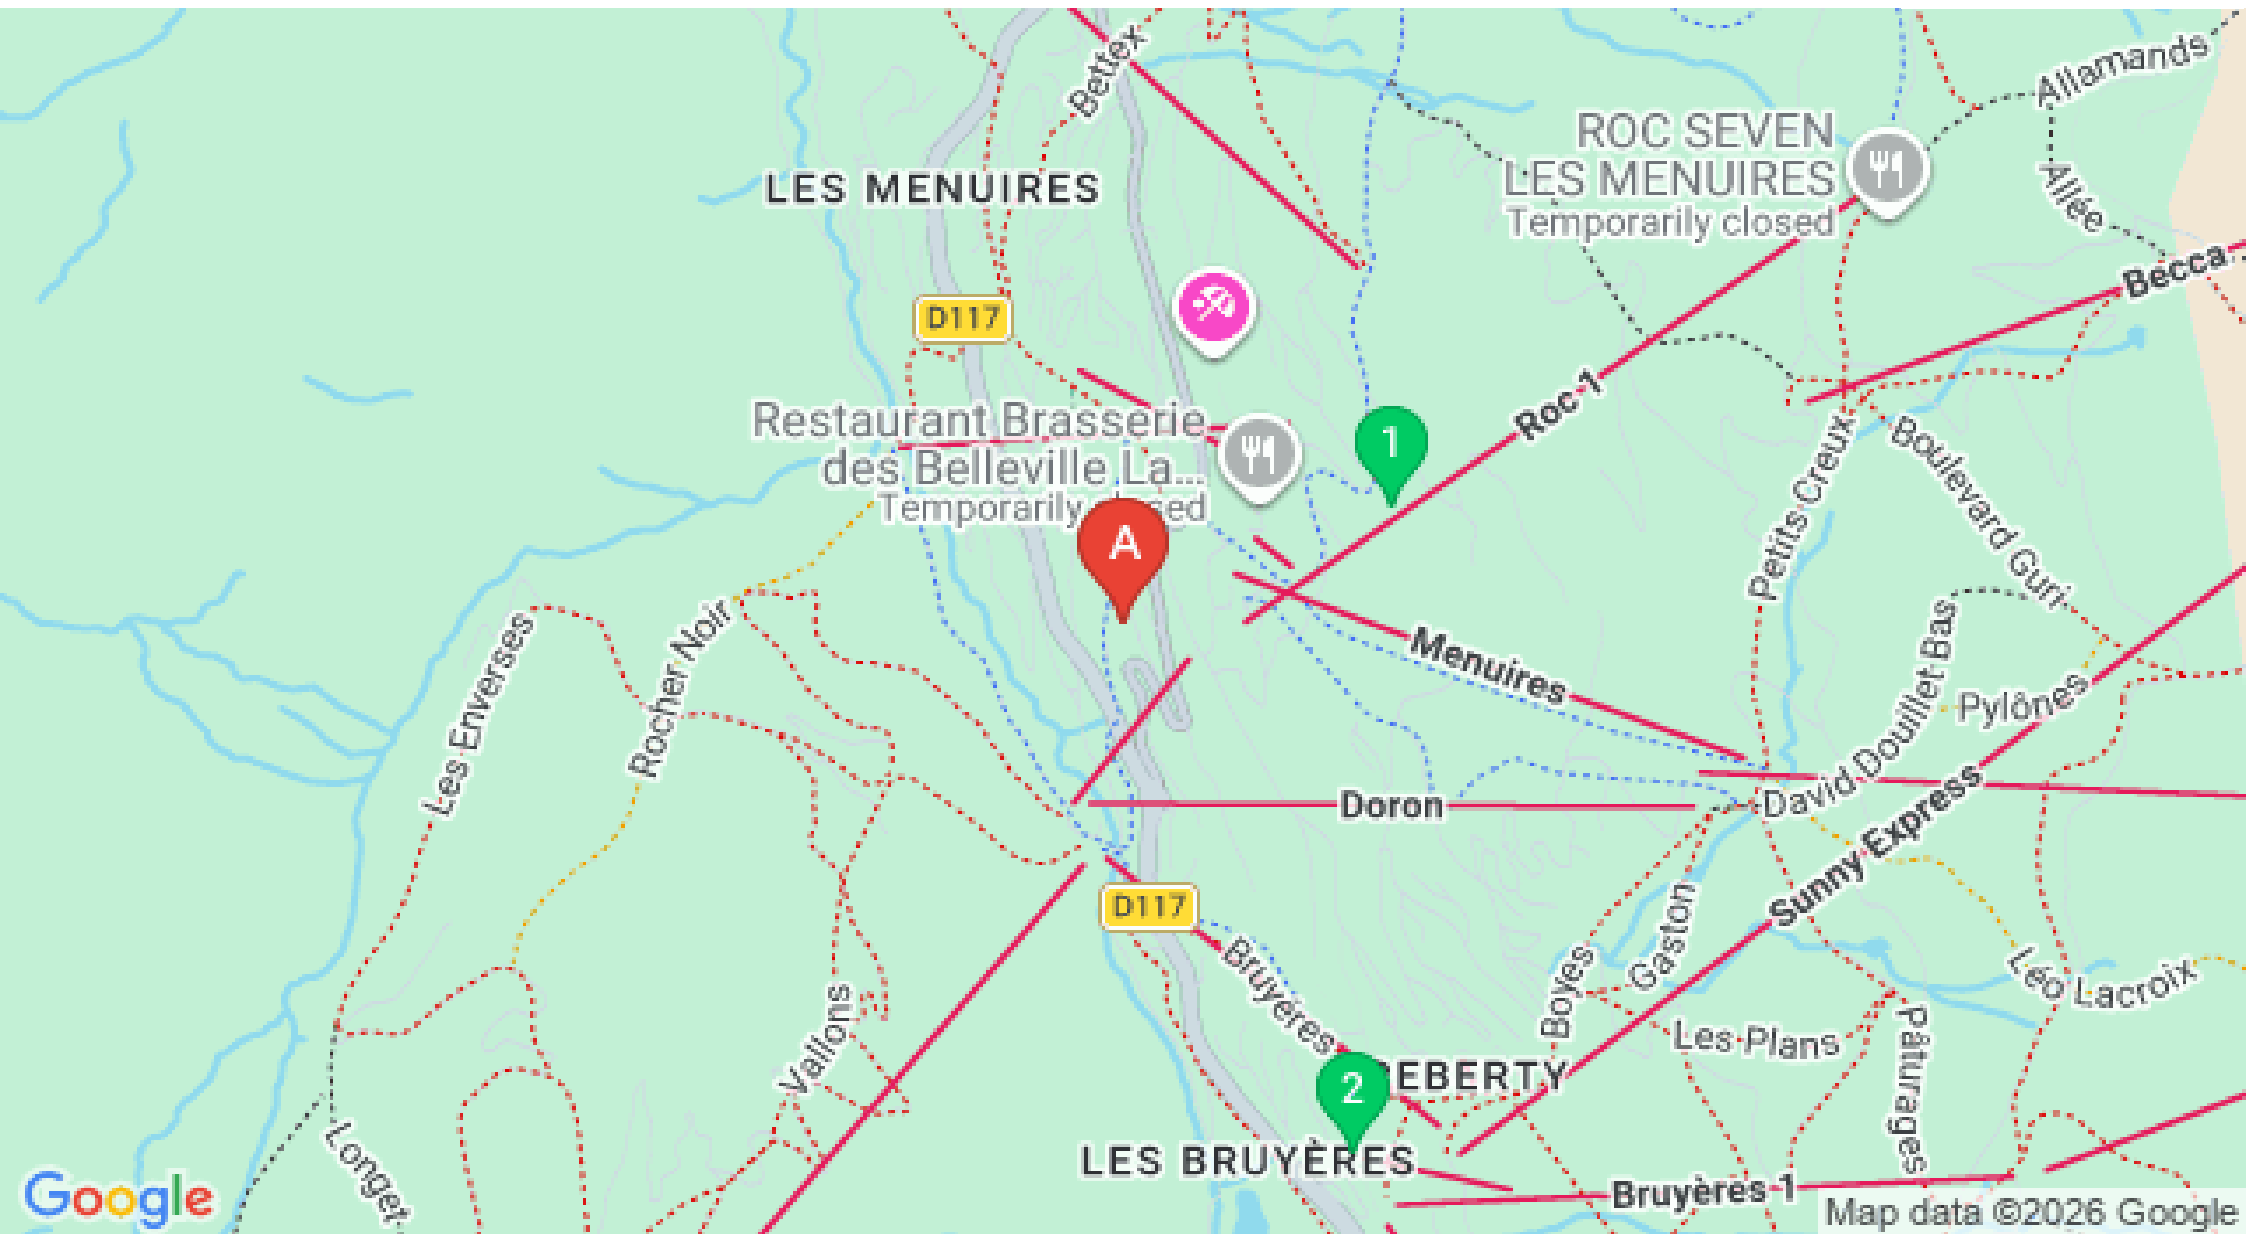 Bettex
Allamands
ROC SEVEN
LES MENUIRES
Temporarily closed
LES MENUIRES
Allée
Becca
D117
Roc 1
Restaurant Brasserie
des Belleville La...
Temporarily sed
1
A
Petits Creux
Boulevard Guri
Les Enverses
Rocher Noir
Menuires
David Douillet Bas
Pylônes
Doron
Sunny Express
D117
Bruyères
Gaston
Boyes
Léo Lacroix
Vallons
Les Plans
Pâturages
2
EBERTY
LES BRUYÈRES
Longet
Bruyères 1
Google
Map data ©2026 Google